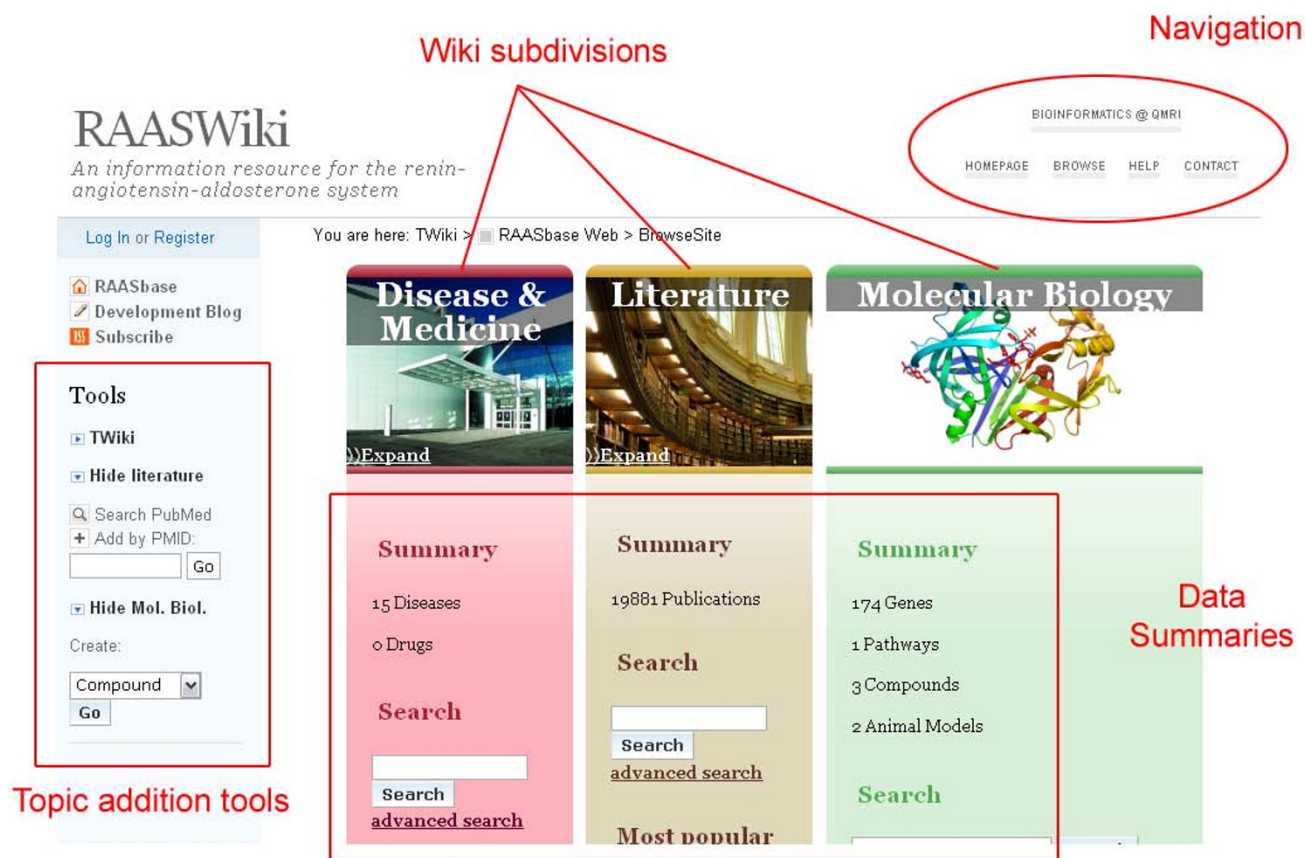 Navigation
Wiki subdivisions
RAASWiki
An information resource for the renin-
angiotensin-aldosterone system
BIOINFORMATICS @ QMRI
HOMEPAGE BROWSE HELP CONTACT
Log In or Register
You are here: TWiki > RAASbase Web > BrowseSite
RAASbase
Development Blog
RSS Subscribe
Tools
TWiki
Hide literature
Search PubMed
+ Add by PMID:
Go
Hide Mol. Biol.
Create:
Compound
Go
Topic addition tools
Disease &
Medicine
))Expand
Summary
15 Diseases
0 Drugs
Search
Search
advanced search
Literature
))Expand
Summary
19881 Publications
Search
Search
advanced search
Most popular
Molecular Biology
Summary
174 Genes
1 Pathways
3 Compounds
2 Animal Models
Search
Data
Summaries